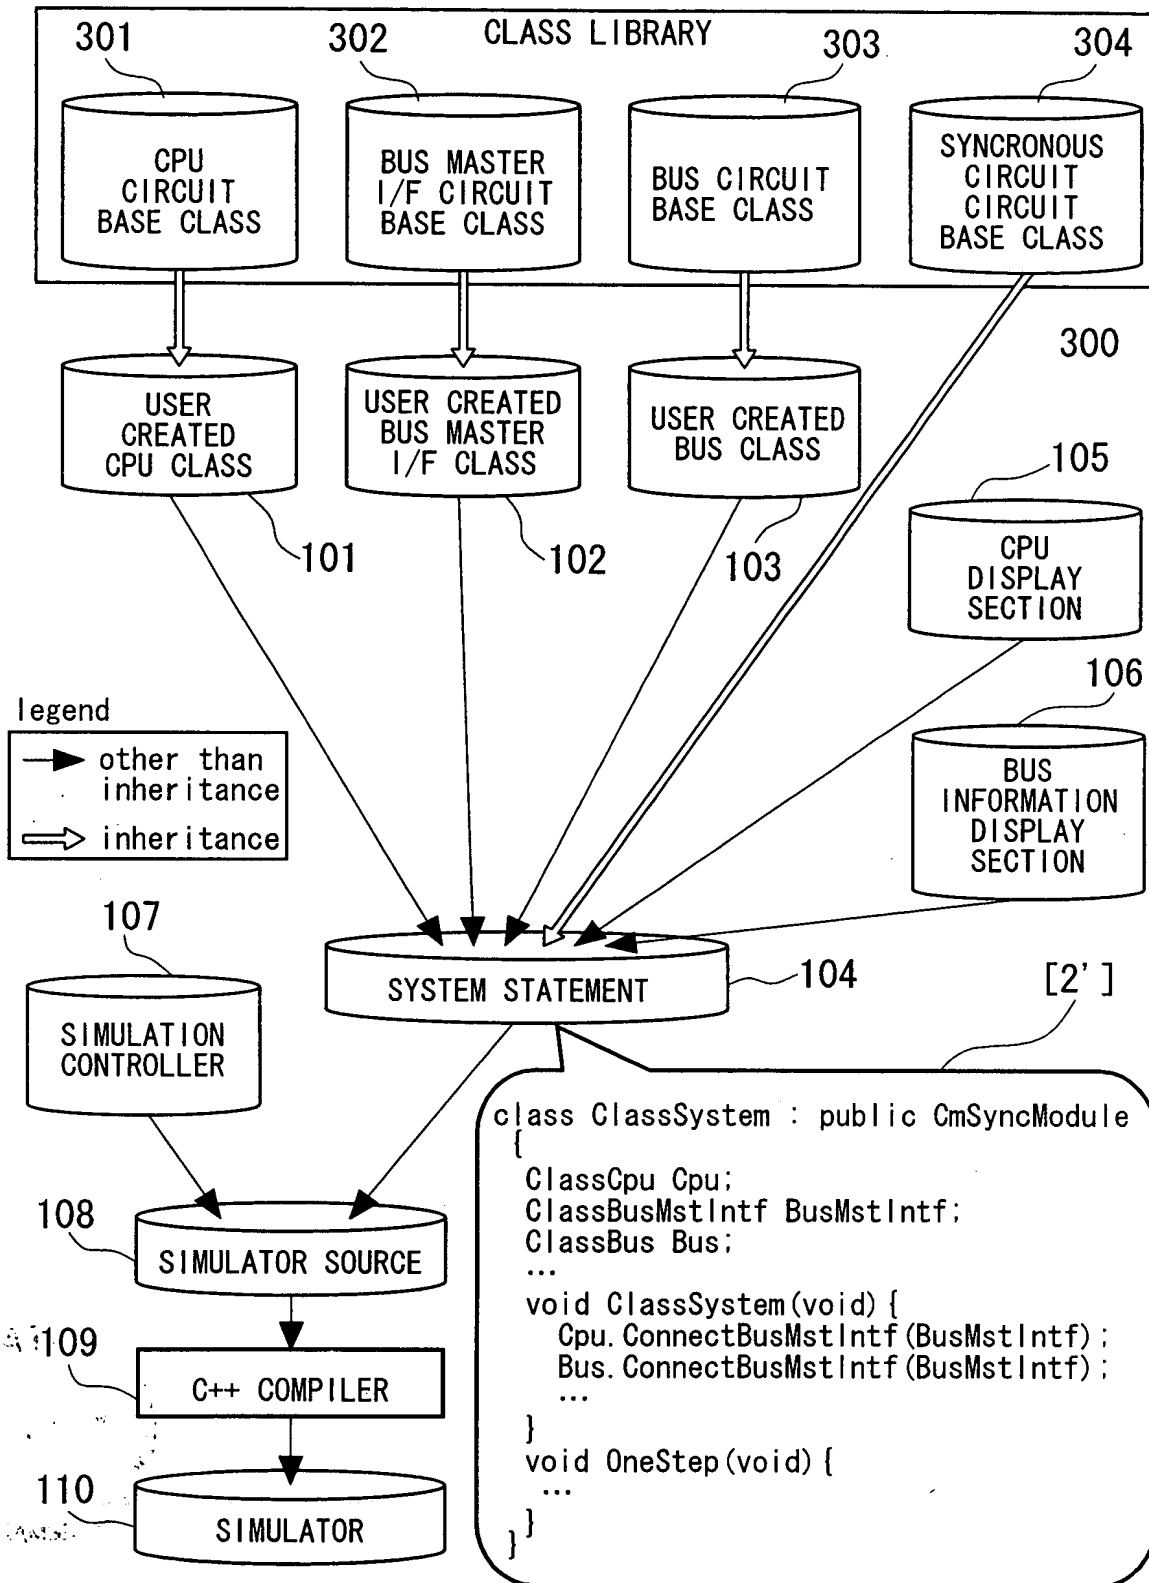 CLASS LIBRARY
301
302
303
304
CPU
CIRCUIT
BASE CLASS
BUS MASTER
I/F CIRCUIT
BASE CLASS
BUS CIRCUIT
BASE CLASS
SYNCRONOUS
CIRCUIT
CIRCUIT
BASE CLASS
300
USER
CREATED
CPU CLASS
USER CREATED
BUS MASTER
I/F CLASS
USER CREATED
BUS CLASS
101
102
103
105
CPU
DISPLAY
SECTION
106
BUS
INFORMATION
DISPLAY
SECTION
legend
other than
inheritance
inheritance
107
SIMULATION
CONTROLLER
SYSTEM STATEMENT
104
[2']
class ClassSystem : public CmSyncModule
{
ClassCpu Cpu;
ClassBusMstIntf BusMstIntf;
ClassBus Bus;
...
void ClassSystem(void){
Cpu.ConnectBusMstIntf(BusMstIntf);
Bus.ConnectBusMstIntf(BusMstIntf);
...
}
void OneStep(void){
...
}
}
108
SIMULATOR SOURCE
109
C++ COMPILER
110
SIMULATOR